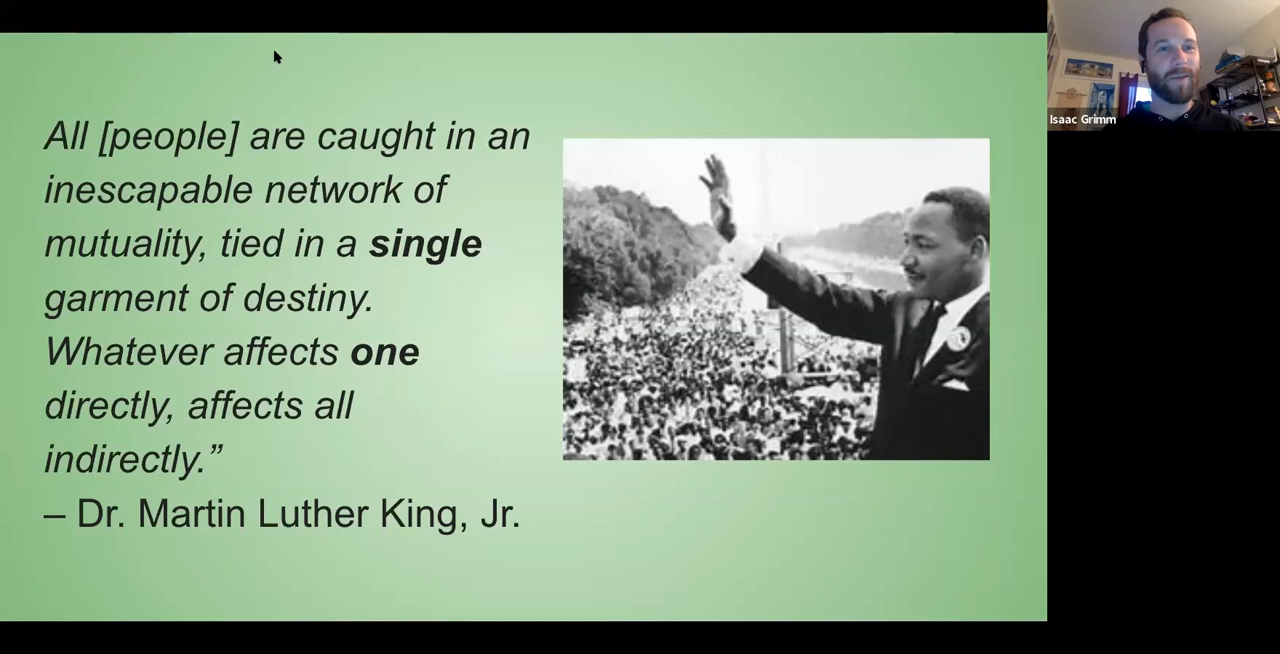 All [people] are caught in an
inescapable network of
mutuality, tied in a single
garment of destiny.
Whatever affects one
directly, affects all
indirectly.”
– Dr. Martin Luther King, Jr.
Isaac Grimm